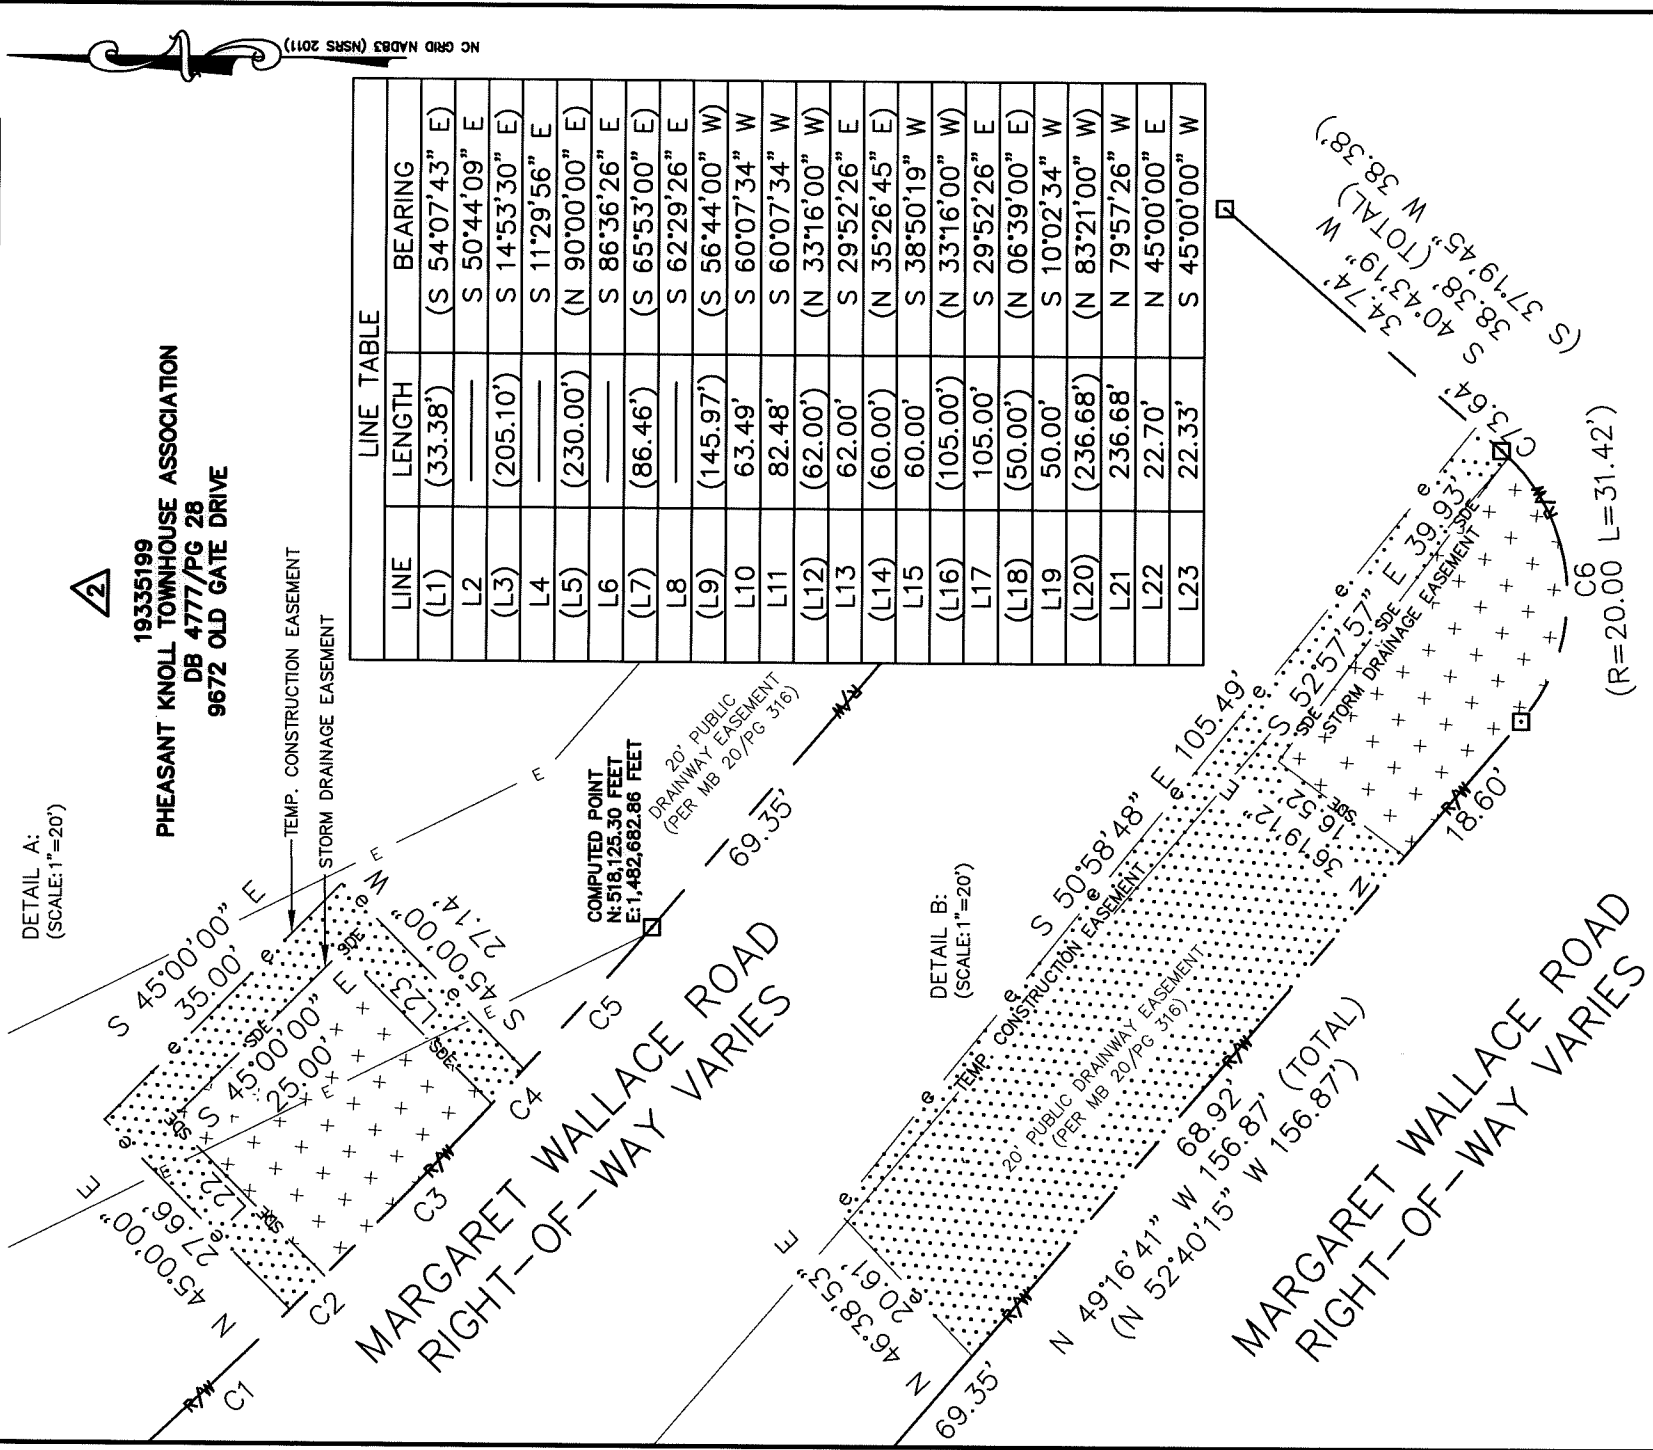 NC GRID NAD83 (NSRS 2011)
2
19335199
PHEASANT KNOLL TOWNHOUSE ASSOCIATION
DB 4777/PG 28
9672 OLD GATE DRIVE
DETAIL A:
(SCALE:1"=20')
TEMP. CONSTRUCTION EASEMENT
STORM DRAINAGE EASEMENT
S 45°00'00" E
35.00'
S 45°00'00" E
25.00'
N 45°00'00" E
27.66'
S 45°00'00" W
27.14'
L22
L23
C1
C2
C3
C4
C5
R/W
R/W
R/W
SDE
SDE
SDE
SDE
SDE
SDE
e
e
e
e
e
e
E
E
E
E
E
COMPUTED POINT
N:518,125.30 FEET
E:1,482,682.86 FEET
20' PUBLIC
DRAINWAY EASEMENT
(PER MB 20/PG 316)
69.35'
MARGARET WALLACE ROAD
RIGHT-OF-WAY VARIES
LINE TABLE
LINE LENGTH BEARING
(L1) (33.38') (S 54°07'43" E)
L2 —— S 50°44'09" E
(L3) (205.10') (S 14°53'30" E)
L4 —— S 11°29'56" E
(L5) (230.00') (N 90°00'00" E)
L6 —— S 86°36'26" E
(L7) (86.46') (S 65°53'00" E)
L8 —— S 62°29'26" E
(L9) (145.97') (S 56°44'00" W)
L10 63.49' S 60°07'34" W
L11 82.48' S 60°07'34" W
(L12) (62.00') (N 33°16'00" W)
L13 62.00' S 29°52'26" E
(L14) (60.00') (N 35°26'45" E)
L15 60.00' S 38°50'19" W
(L16) (105.00') (N 33°16'00" W)
L17 105.00' S 29°52'26" E
(L18) (50.00') (N 06°39'00" E)
L19 50.00' S 10°02'34" W
(L20) (236.68') (N 83°21'00" W)
L21 236.68' N 79°57'26" W
L22 22.70' N 45°00'00" E
L23 22.33' S 45°00'00" W
DETAIL B:
(SCALE:1"=20')
S 50°58'48" E 105.49'
TEMP CONSTRUCTION EASEMENT
S 52°57'57" E 39.93'
STORM DRAINAGE EASEMENT
SDE
SDE
SDE
SDE
N 36°19'12" E
16.52'
N 46°38'53" E
20.61'
20' PUBLIC DRAINWAY EASEMENT
(PER MB 20/PG 316)
e
e
e
e
e
e
e
e
e
R/W
R/W
R/W
R/W
69.35'
68.92'
18.60'
N 49°16'41" W 156.87' (TOTAL)
(N 52°40'15" W 156.87')
C7
3.64'
34.74'
S 40°43'19" W
38.38' (TOTAL)
(S 37°19'45" W 38.38')
C6
(R=20.00 L=31.42')
MARGARET WALLACE ROAD
RIGHT-OF-WAY VARIES